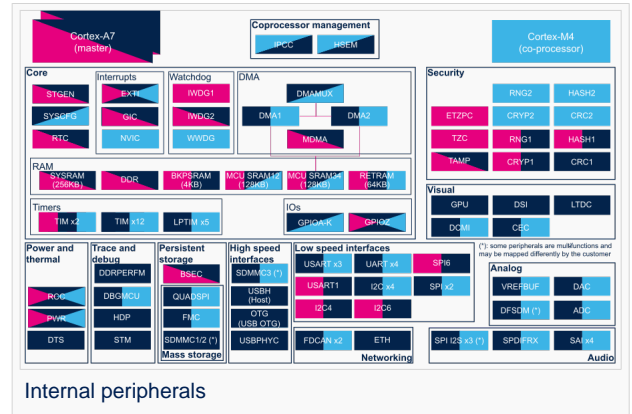 Cortex-A7
(master)
Coprocessor management
IPCC
HSEM
Cortex-M4
(co-processor)
Core
STGEN
SYSCFG
RTC
Interrupts
EXTI
GIC
NVIC
Watchdog
IWDG1
IWDG2
WWDG
DMA
DMAMUX
DMA1
DMA2
MDMA
Security
RNG2
HASH2
ETZPC
CRYP2
CRC2
TZC
RNG1
HASH1
TAMP
CRYP1
CRC1
RAM
SYSRAM
(256KB)
DDR
BKPSRAM
(4KB)
MCU SRAM12
(128KB)
MCU SRAM34
(128KB)
RETRAM
(64KB)
Visual
GPU
DSI
LTDC
DCMI
CEC
Timers
TIM x2
TIM x12
LPTIM x5
IOs
GPIOA-K
GPIOZ
(*): some peripherals are multifunctions and
may be mapped differently by the customer
Power and
thermal
RCC
PWR
DTS
Trace and
debug
DDRPERFM
DBGMCU
HDP
STM
Persistent
storage
BSEC
QUADSPI
FMC
SDMMC1/2 (*)
Mass storage
High speed
interfaces
SDMMC3 (*)
USBH
(Host)
OTG
(USB OTG)
USBPHYC
Low speed interfaces
USART x3
UART x4
SPI6
USART1
I2C x4
SPI x2
I2C4
I2C6
Analog
VREFBUF
DAC
DFSDM (*)
ADC
FDCAN x2
ETH
Networking
SPI I2S x3 (*)
SPDIFRX
SAI x4
Audio
Internal peripherals